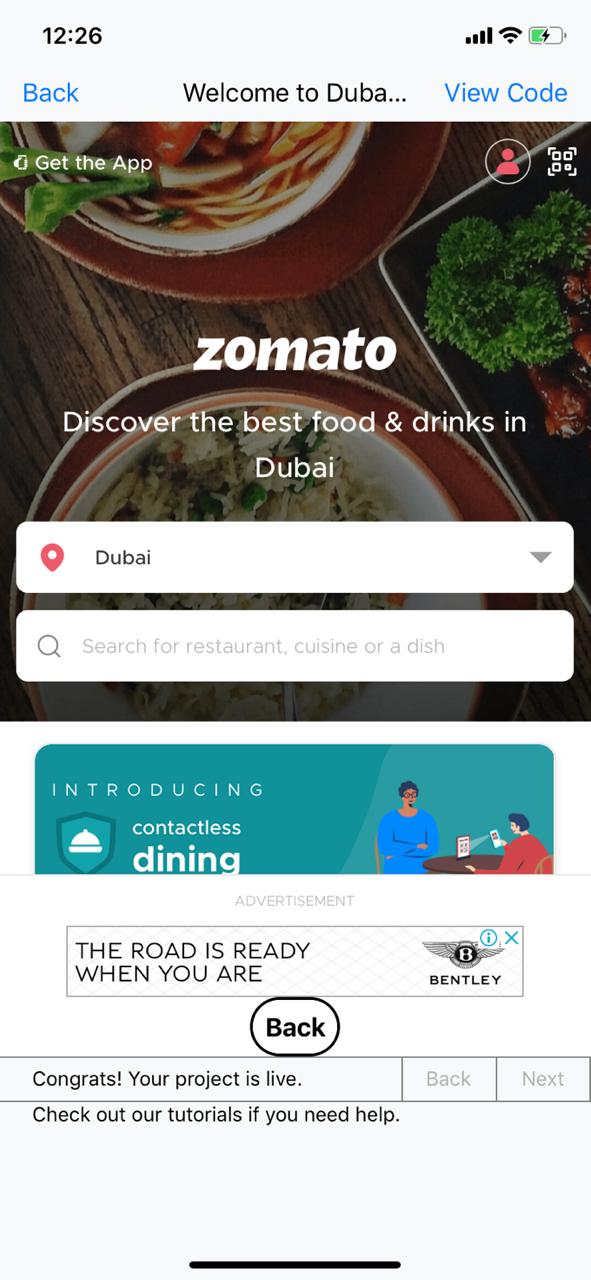 12:26
Back
Welcome to Duba...
View Code
Get the App
zomato
Discover the best food & drinks in
Dubai
Dubai
Search for restaurant, cuisine or a dish
INTRODUCING
contactless
dining
ADVERTISEMENT
THE ROAD IS READY
WHEN YOU ARE
B
BENTLEY
Back
Congrats! Your project is live.
Back
Next
Check out our tutorials if you need help.